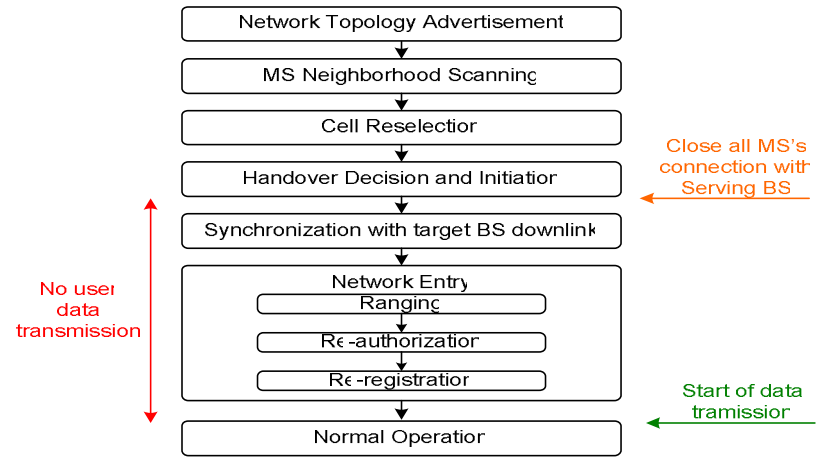 Network Topology Advertisement
MS Neighborhood Scanning
Cell Reselection
Close all MS's
connection with
Serving BS
Handover Decision and Initiation
Synchronization with target BS downlink
Network Entry
Ranging
No user
data
transmission
Re-authorization
Re-registration
Start of data
tramission
Normal Operation